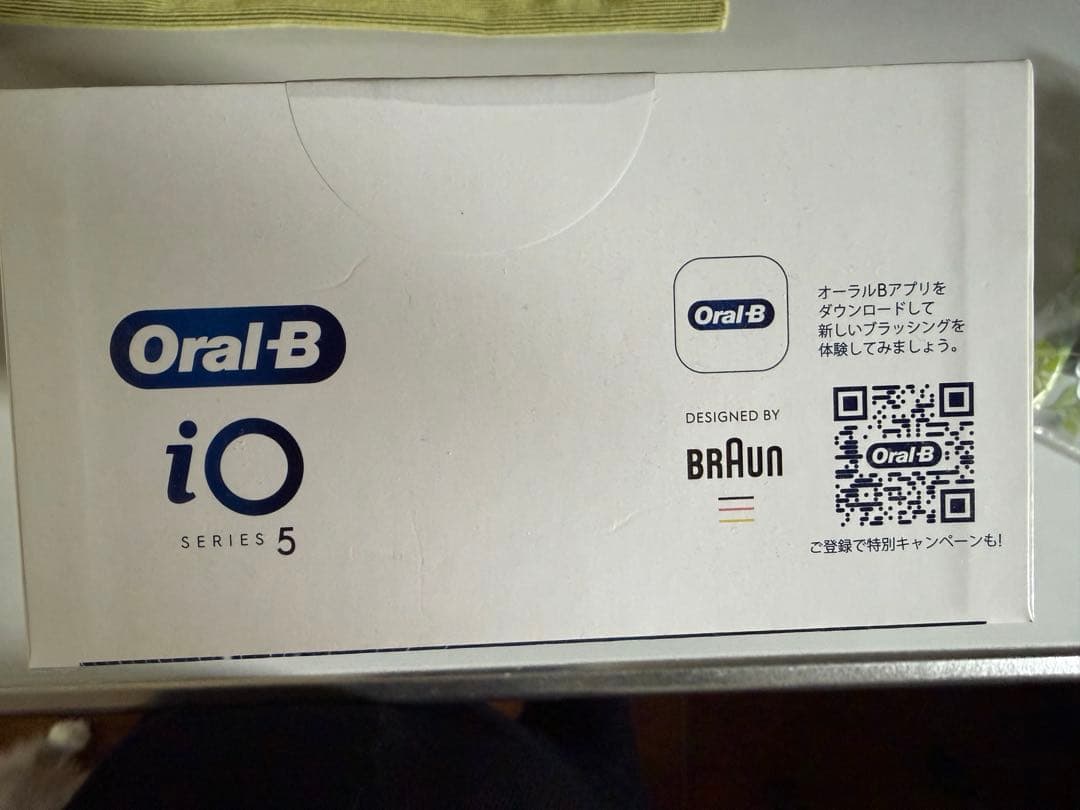 Oral-B
iO
SERIES 5
Oral-B
オーラルBアプリを
ダウンロードして
新しいブラッシングを
体験してみましょう。
DESIGNED BY
BRAUN
Oral-B
ご登録で特別キャンペーンも!